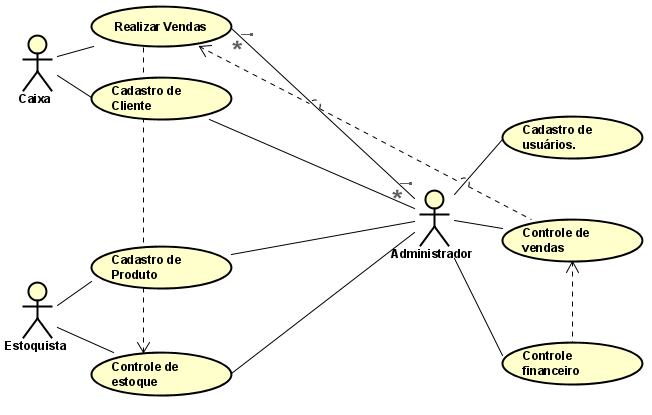 Realizar Vendas
*
Caixa
Cadastro de
Cliente
Cadastro de
usuários.
*
Administrador
Controle de
vendas
Cadastro de
Produto
Estoquista
Controle de
estoque
Controle
financeiro